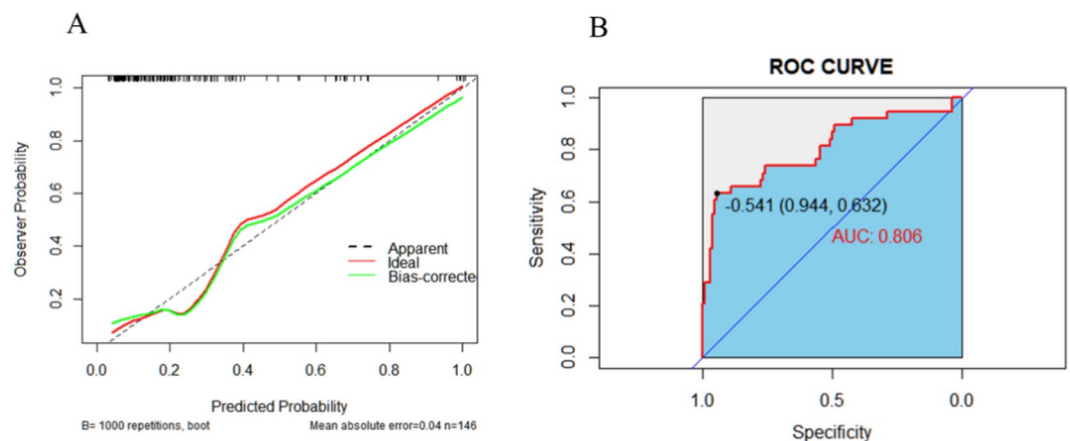 A
Observer Probability
1.0
0.8
0.6
0.4
0.2
Apparent
Ideal
Bias-correcte
0.0 0.2 0.4 0.6 0.8 1.0
Predicted Probability
B= 1000 repetitions, boot
Mean absolute error=0.04 n=146
B
ROC CURVE
Sensitivity
1.0
0.8
0.6
0.4
0.2
0.0
-0.541 (0.944, 0.632)
AUC: 0.806
1.0 0.5 0.0
Specificity